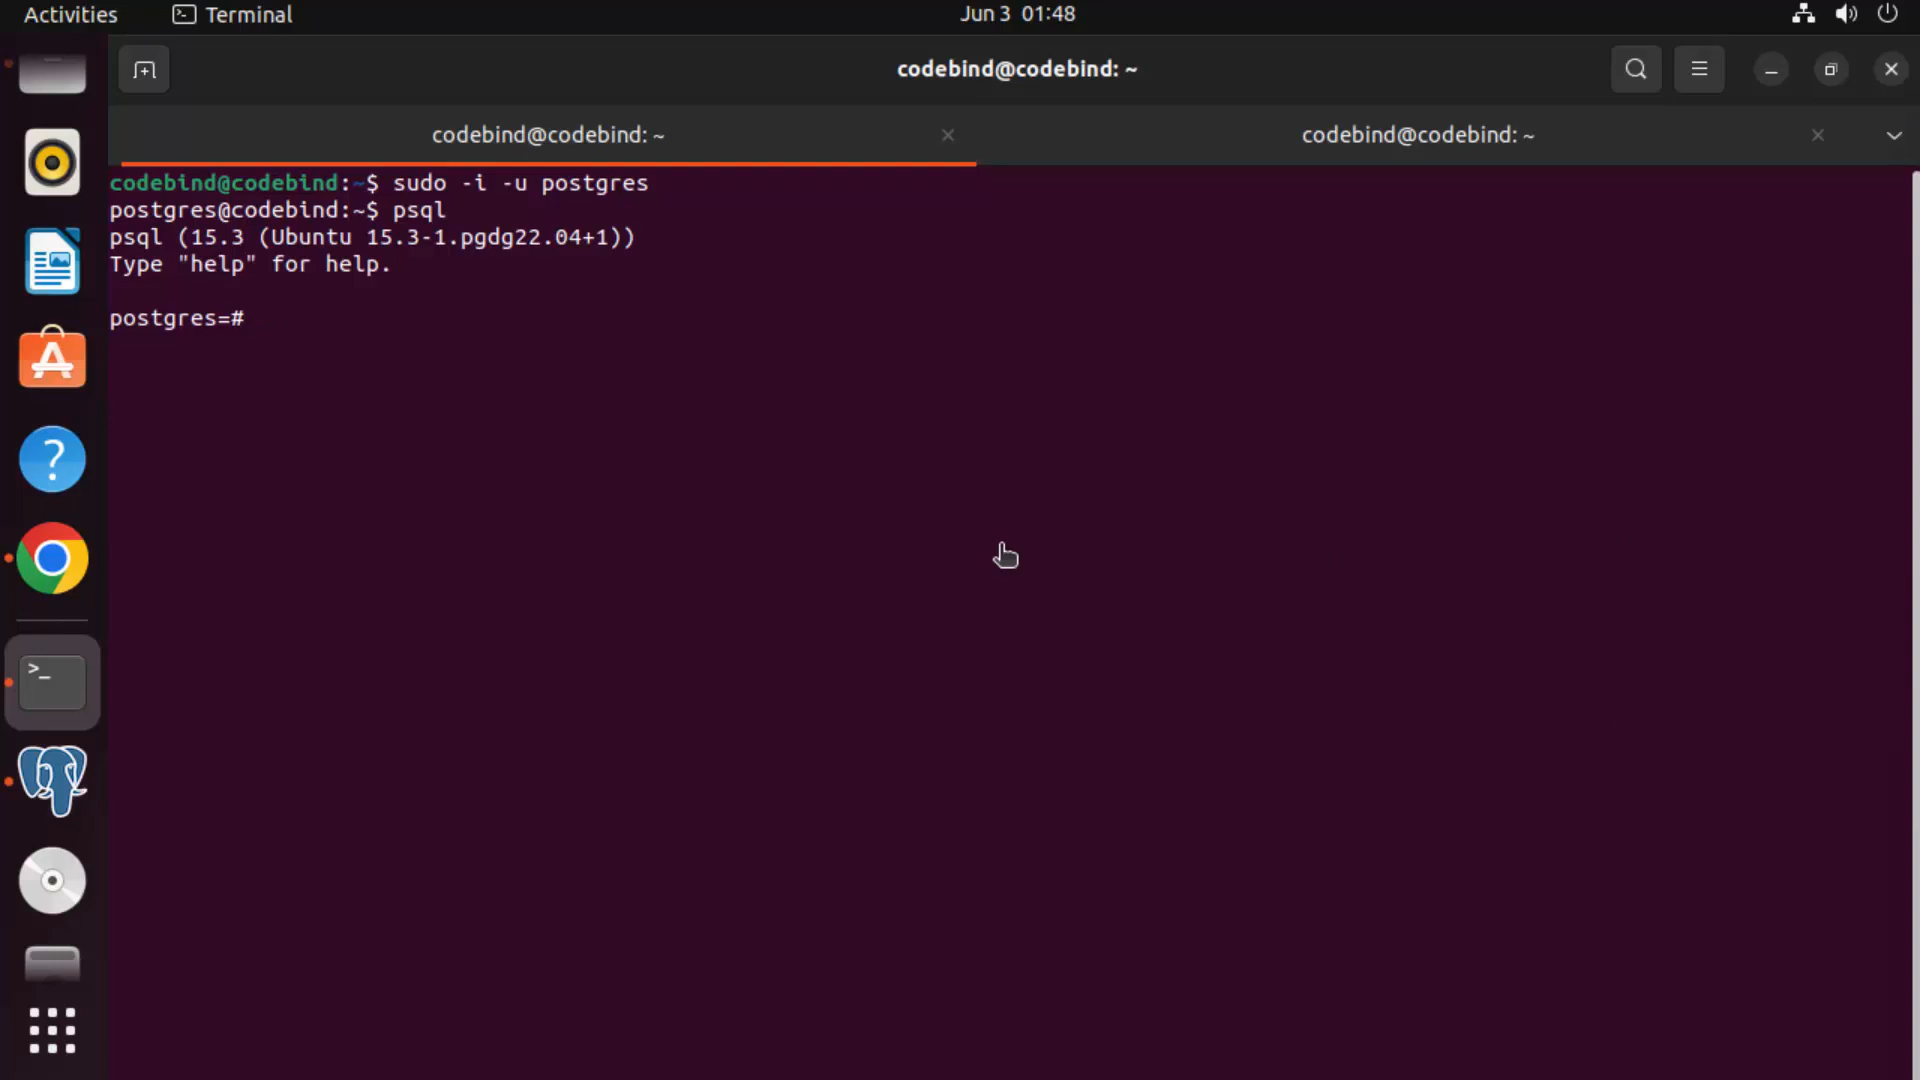 Activities Terminal Jun 3 01:48
codebind@codebind: ~
codebind@codebind: ~ codebind@codebind: ~
codebind@codebind:~$ sudo -i -u postgres
postgres@codebind:~$ psql
psql (15.3 (Ubuntu 15.3-1.pgdg22.04+1))
Type "help" for help.
postgres=#